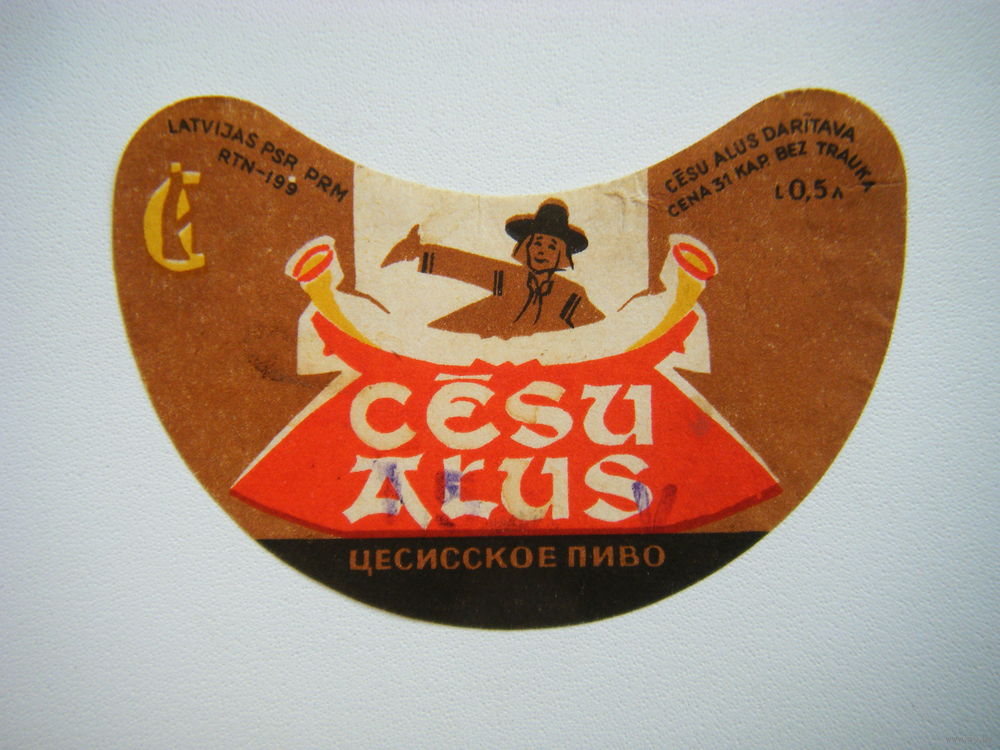 LATVIJAS PSR PRM
RTN-199
CĒSU ALUS DARĪTAVA
CENA 31 KAP. BEZ TRAUKA
l 0,5 л
CĒSU
ALUS
ЦЕСИССКОЕ ПИВО